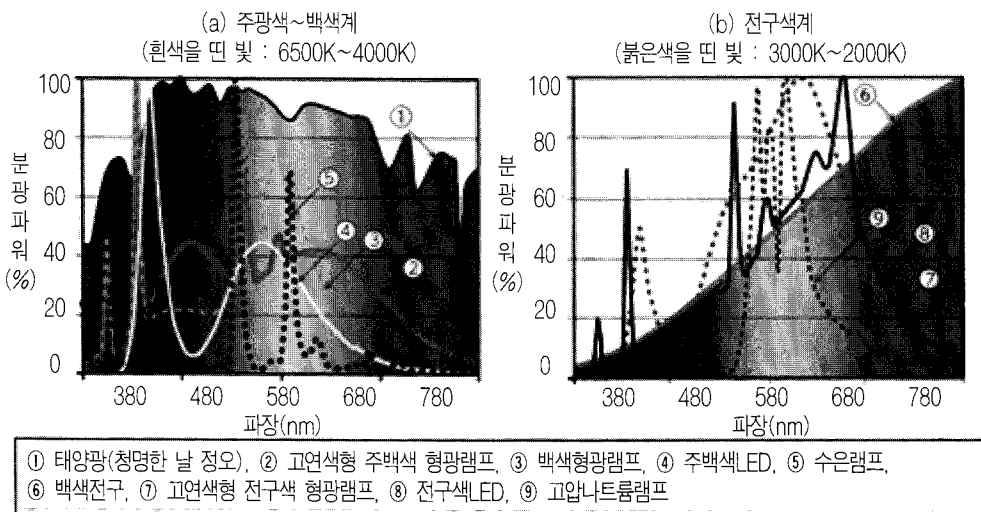 (a) 주광색~백색계
(흰색을 띤 빛 : 6500K~4000K)
100
80
60
40
20
0
분광파워
(%)
①
⑤
④
③
②
380 480 580 680 780
파장(nm)
(b) 전구색계
(붉은색을 띤 빛 : 3000K~2000K)
100
80
60
40
20
0
분광파워
(%)
⑥
⑨
⑧
⑦
380 480 580 680 780
파장(nm)
① 태양광(청명한 날 정오), ② 고연색형 주백색 형광램프, ③ 백색형광램프, ④ 주백색LED, ⑤ 수은램프,
⑥ 백색전구, ⑦ 고연색형 전구색 형광램프, ⑧ 전구색LED, ⑨ 고압나트륨램프